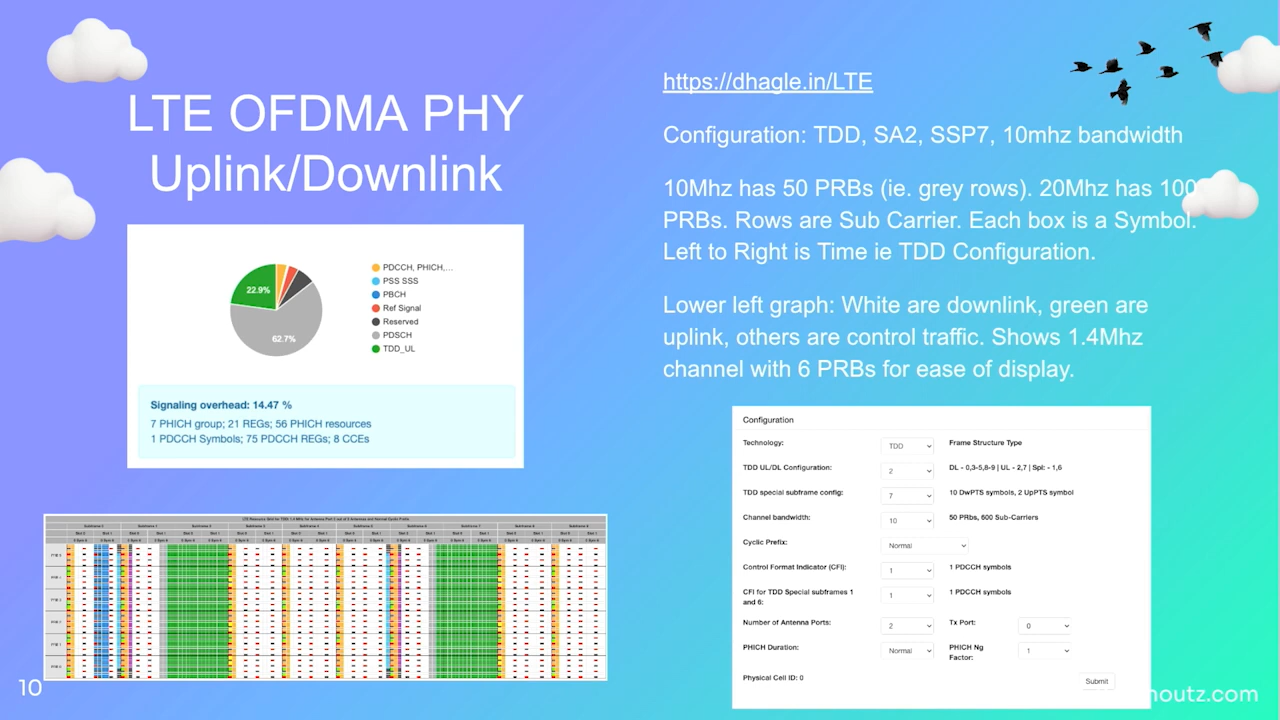 LTE OFDMA PHY
Uplink/Downlink
22.9%
62.7%
PDCCH, PHICH,...
PSS SSS
PBCH
Ref Signal
Reserved
PDSCH
TDD_UL
Signaling overhead: 14.47 %
7 PHICH group; 21 REGs; 56 PHICH resources
1 PDCCH Symbols; 75 PDCCH REGs; 8 CCEs
10
https://dhagle.in/LTE
Configuration: TDD, SA2, SSP7, 10mhz bandwidth
10Mhz has 50 PRBs (ie. grey rows). 20Mhz has 100
PRBs. Rows are Sub Carrier. Each box is a Symbol.
Left to Right is Time ie TDD Configuration.
Lower left graph: White are downlink, green are
uplink, others are control traffic. Shows 1.4Mhz
channel with 6 PRBs for ease of display.
Configuration
Technology: TDD Frame Structure Type
TDD UL/DL Configuration: 2 DL - 0,3-5,8-9 | UL - 2,7 | Spl: - 1,6
TDD special subframe config: 7 10 DwPTS symbols, 2 UpPTS symbol
Channel bandwidth: 10 50 PRbs, 600 Sub-Carriers
Cyclic Prefix: Normal
Control Format Indicator (CFI): 1 1 PDCCH symbols
CFI for TDD Special subframes 1 1 1 PDCCH symbols
and 6:
Number of Antenna Ports: 2 Tx Port: 0
PHICH Duration: Normal PHICH Ng 1
Factor:
Physical Cell ID: 0 Submit
outz.com